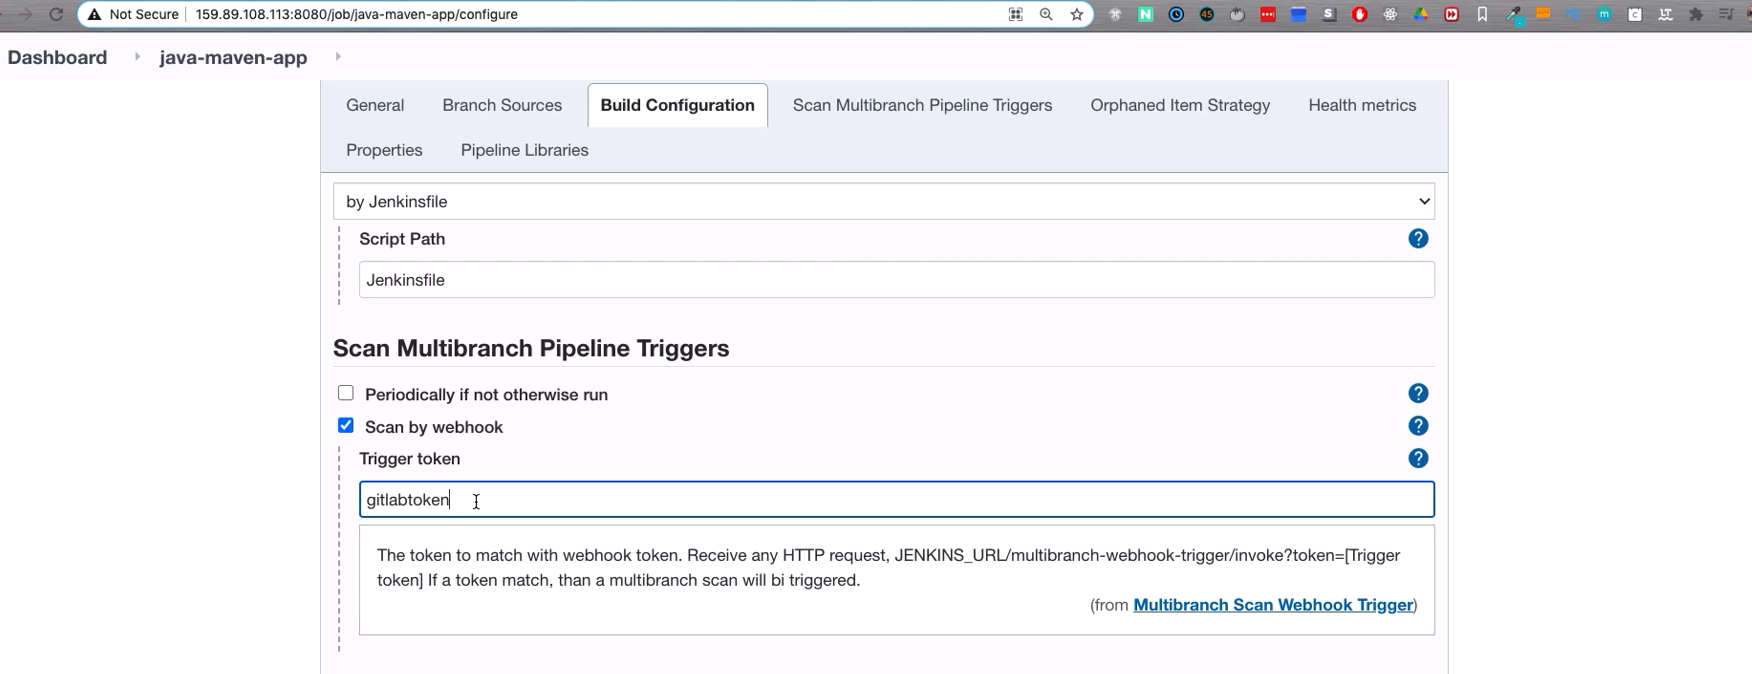 Not Secure 159.89.108.113:8080/job/java-maven-app/configure
Dashboard java-maven-app
General Branch Sources Build Configuration Scan Multibranch Pipeline Triggers Orphaned Item Strategy Health metrics
Properties Pipeline Libraries
by Jenkinsfile
Script Path ?
Jenkinsfile
Scan Multibranch Pipeline Triggers
Periodically if not otherwise run ?
Scan by webhook ?
Trigger token ?
gitlabtoken
The token to match with webhook token. Receive any HTTP request, JENKINS_URL/multibranch-webhook-trigger/invoke?token=[Trigger
token] If a token match, than a multibranch scan will bi triggered.
(from Multibranch Scan Webhook Trigger)